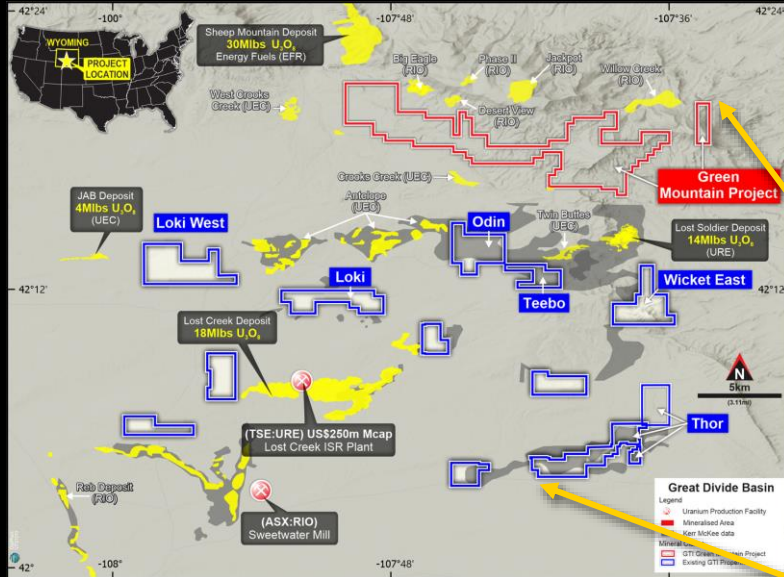 42°24'
-100°
-107°48'
-107°36'
42°24'
WYOMING
PROJECT
LOCATION
Sheep Mountain Deposit
30Mlbs U₃O₈
Energy Fuels (EFR)
Big Eagle
(RIO)
Phase II
(RIO)
Jackpot
(RIO)
Willow Creek
(RIO)
West Crooks
Creek (UEC)
Desert View
(RIO)
Green
Mountain Project
Crooks Creek (UEC)
JAB Deposit
4Mlbs U₃O₈
(UEC)
Antelope
(UEC)
Loki West
Odin
Twin Buttes
(UEC)
Lost Soldier Deposit
14Mlbs U₃O₈
(URE)
42°12'
Loki
Teebo
Wicket East
42°12'
Lost Creek Deposit
18Mlbs U₃O₈
N
5km
(3.11mi)
(TSE:URE) US$250m Mcap
Lost Creek ISR Plant
Thor
Reb Deposit
(RIO)
(ASX:RIO)
Sweetwater Mill
Great Divide Basin
Legend
Uranium Production Facility
Mineralised Area
Kerr McKee data
Mineral
GTI Green Mountain Project
Existing GTI
42°
-108°
-107°48'